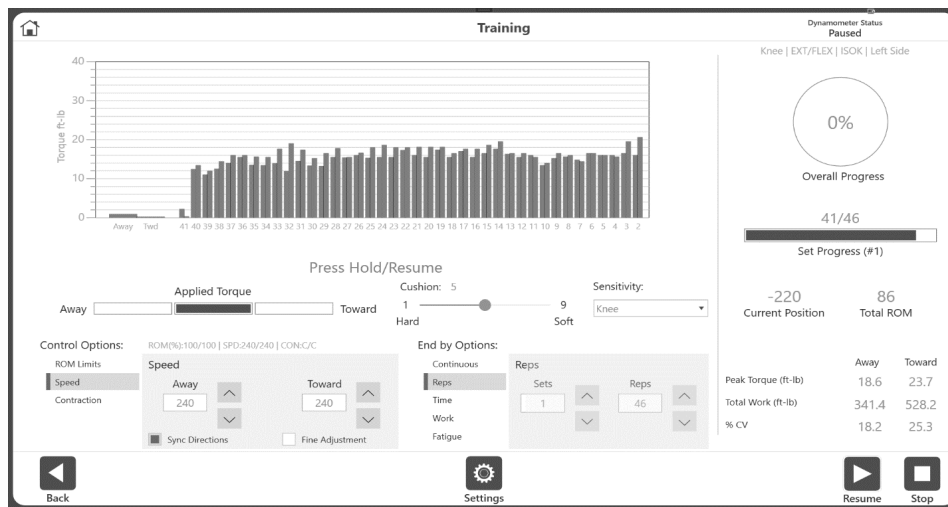 Training
Dynamometer Status
Paused
Knee | EXT/FLEX | ISOK | Left Side
40
30
20
10
0
Torque ft-lb
Away Twd 41 40 39 38 37 36 35 34 33 32 31 30 29 28 27 26 25 24 23 22 21 20 19 18 17 16 15 14 13 12 11 10 9 8 7 6 5 4 3 2
0%
Overall Progress
41/46
Set Progress (#1)
Press Hold/Resume
Applied Torque
Away Toward
Cushion: 5
1 9
Hard Soft
Sensitivity:
Knee
-220 86
Current Position Total ROM
Control Options:
ROM Limits
Speed
Contraction
ROM(%):100/100 | SPD:240/240 | CON:C/C
Speed
Away Toward
240 240
Sync Directions Fine Adjustment
End by Options:
Continuous
Reps
Time
Work
Fatigue
Reps
Sets Reps
1 46
Away Toward
Peak Torque (ft-lb) 18.6 23.7
Total Work (ft-lb) 341.4 528.2
% CV 18.2 25.3
Back
Settings
Resume
Stop